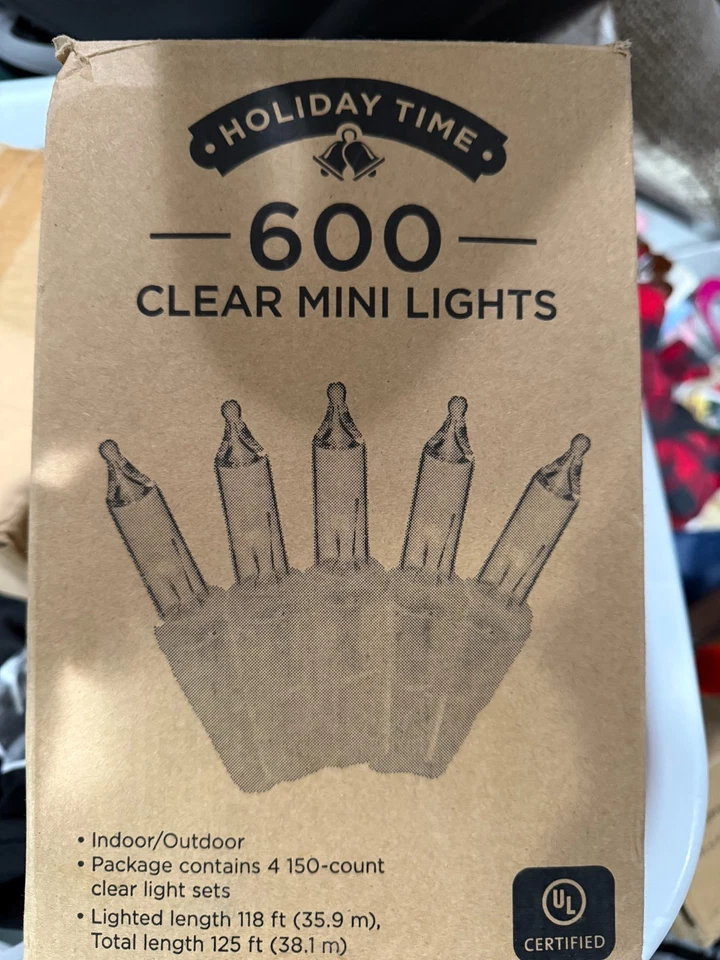 HOLIDAY TIME
600
CLEAR MINI LIGHTS
• Indoor/Outdoor
• Package contains 4 150-count
clear light sets
• Lighted length 118 ft (35.9 m),
Total length 125 ft (38.1 m)
UL
CERTIFIED